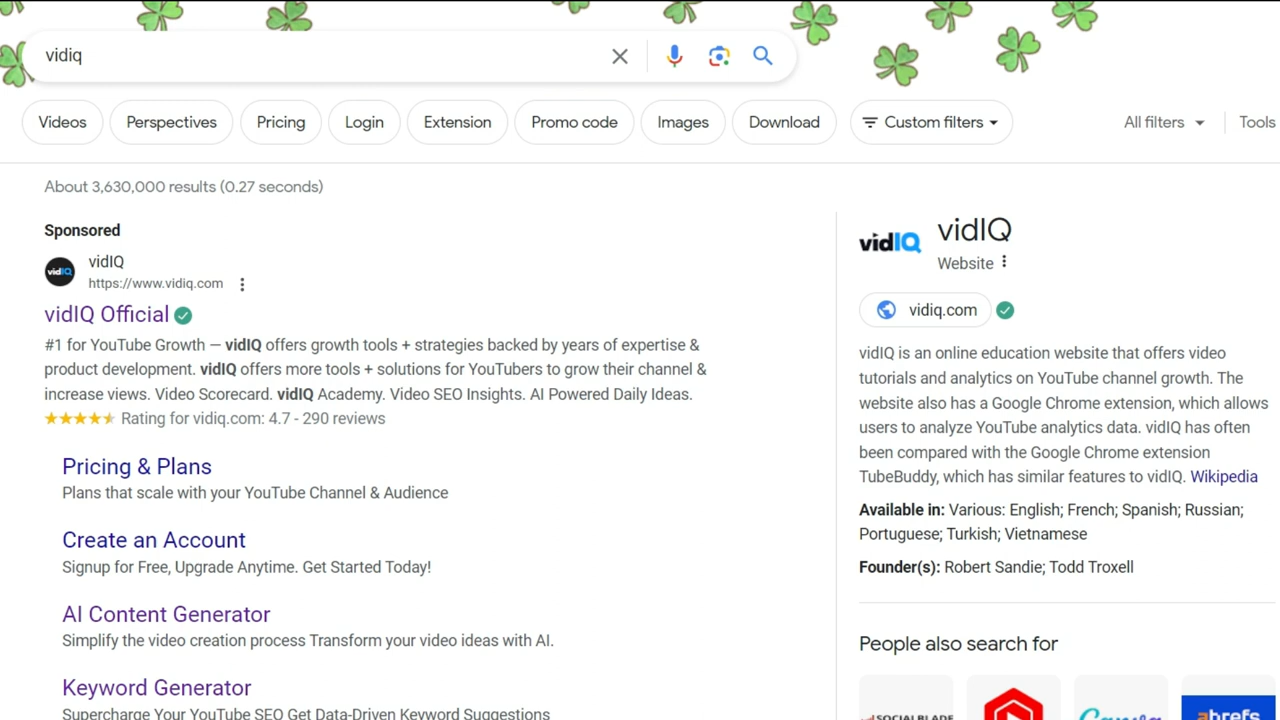 vidiq
Videos
Perspectives
Pricing
Login
Extension
Promo code
Images
Download
Custom filters
All filters
Tools
About 3,630,000 results (0.27 seconds)
Sponsored
vidIQ
vidIQ
https://www.vidiq.com
vidIQ Official
#1 for YouTube Growth — vidIQ offers growth tools + strategies backed by years of expertise &
product development. vidIQ offers more tools + solutions for YouTubers to grow their channel &
increase views. Video Scorecard. vidIQ Academy. Video SEO Insights. AI Powered Daily Ideas.
Rating for vidiq.com: 4.7 - 290 reviews
Pricing & Plans
Plans that scale with your YouTube Channel & Audience
Create an Account
Signup for Free, Upgrade Anytime. Get Started Today!
AI Content Generator
Simplify the video creation process Transform your video ideas with AI.
Keyword Generator
Supercharge Your YouTube SEO Get Data-Driven Keyword Suggestions
vidIQ
vidIQ
Website
vidiq.com
vidIQ is an online education website that offers video
tutorials and analytics on YouTube channel growth. The
website also has a Google Chrome extension, which allows
users to analyze YouTube analytics data. vidIQ has often
been compared with the Google Chrome extension
TubeBuddy, which has similar features to vidIQ. Wikipedia
Available in: Various: English; French; Spanish; Russian;
Portuguese; Turkish; Vietnamese
Founder(s): Robert Sandie; Todd Troxell
People also search for
SOCIALBLADE
Canva
ahrefs